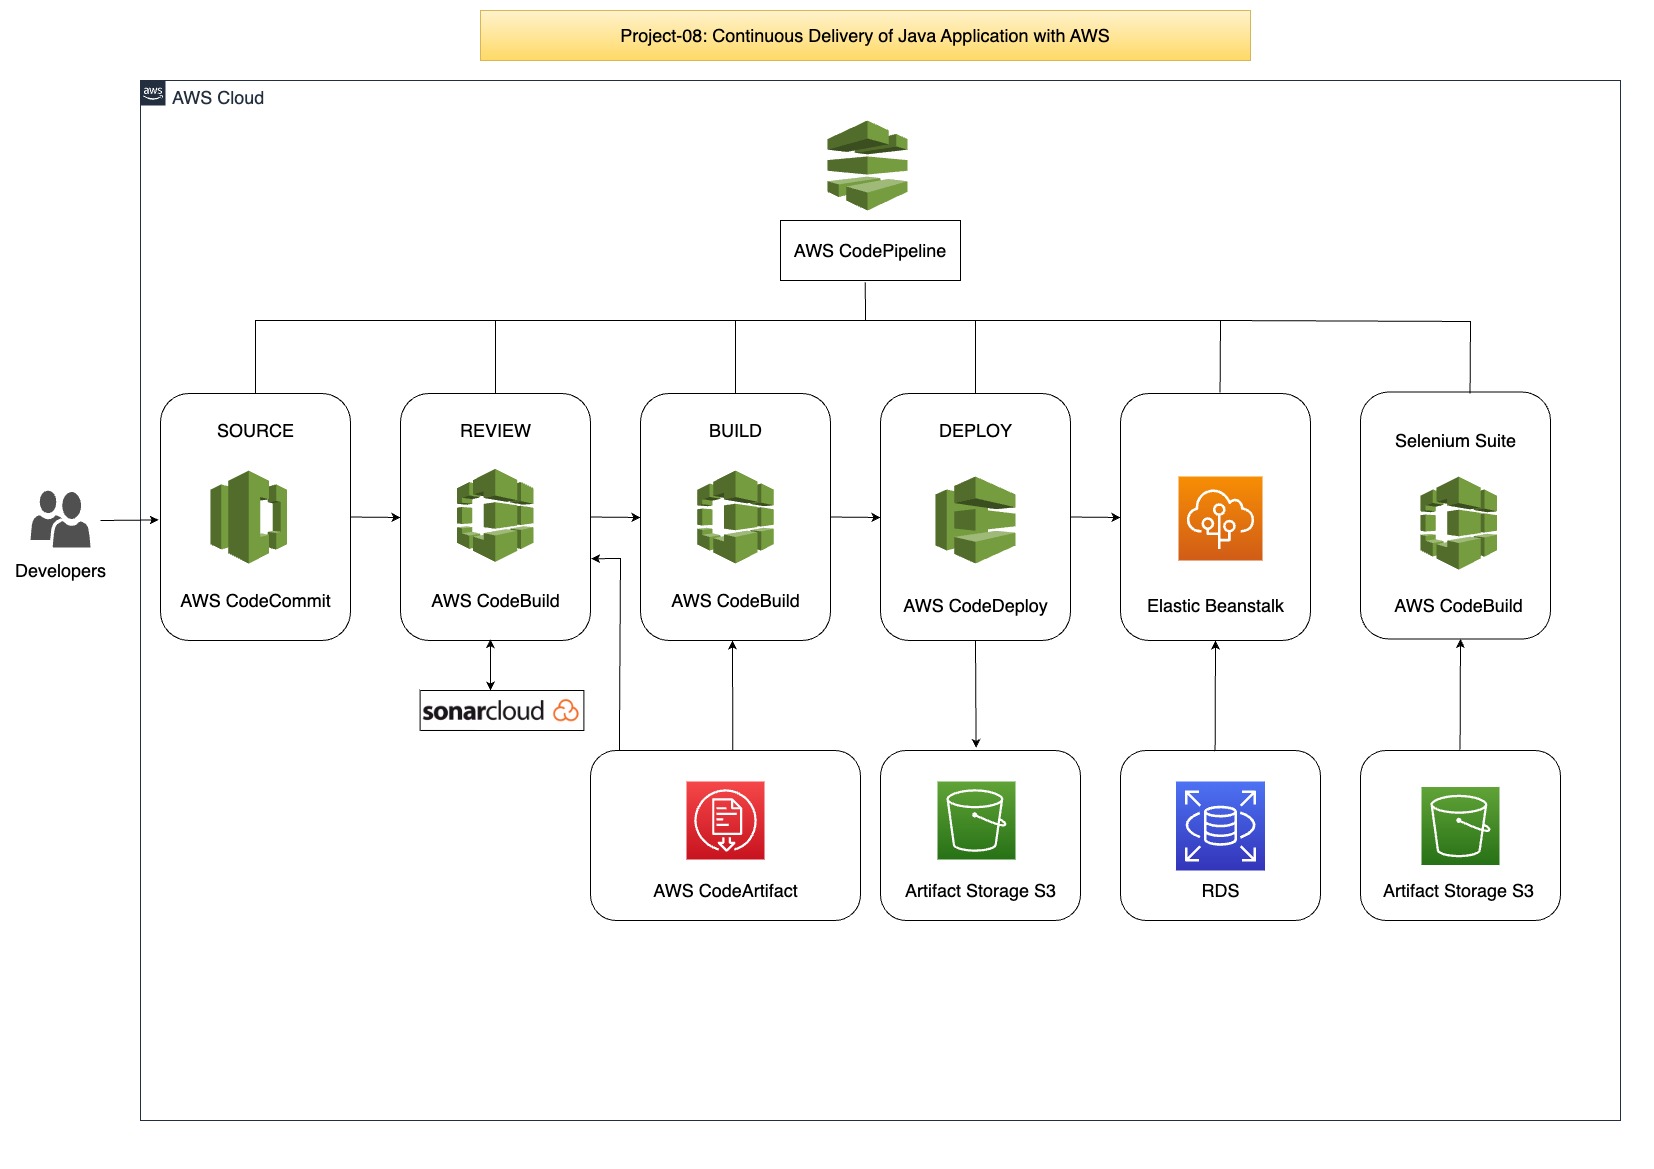 Project-08: Continuous Delivery of Java Application with AWS
aws
AWS Cloud
AWS CodePipeline
SOURCE
REVIEW
BUILD
DEPLOY
Selenium Suite
Developers
AWS CodeCommit
AWS CodeBuild
AWS CodeBuild
AWS CodeDeploy
Elastic Beanstalk
AWS CodeBuild
sonarcloud
AWS CodeArtifact
Artifact Storage S3
RDS
Artifact Storage S3